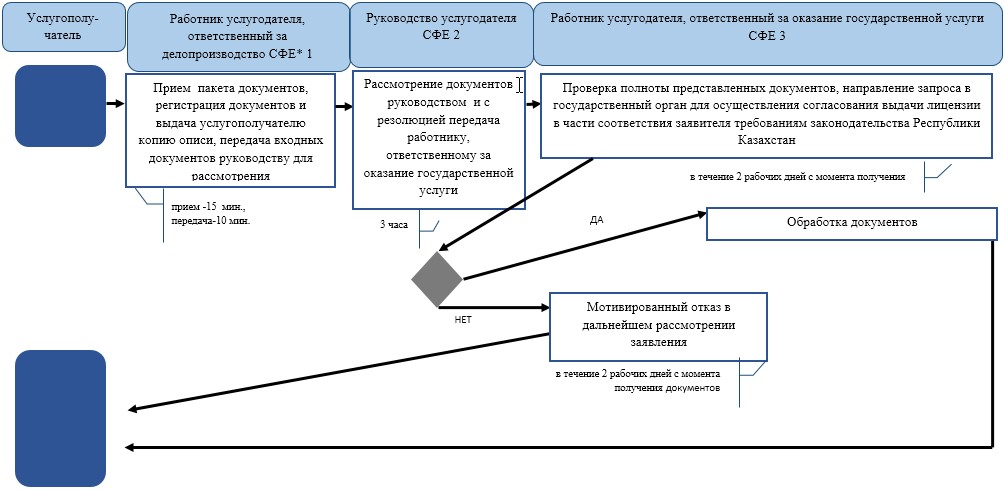 Услугополу-
чатель
Работник услугодателя,
ответственный за
делопроизводство СФЕ* 1
Руководство услугодателя
СФЕ 2
Работник услугодателя, ответственный за оказание государственной услуги
СФЕ 3
Прием пакета документов,
регистрация документов и
выдача услугополучателю
копию описи, передача входных
документов руководству для
рассмотрения
Рассмотрение документов
руководством и с
резолюцией передача
работнику,
ответственному за
оказание государственной
услуги
Проверка полноты представленных документов, направление запроса в
государственный орган для осуществления согласования выдачи лицензии
в части соответствия заявителя требованиям законодательства Республики
Казахстан
прием -15 мин.,
передача-10 мин.
3 часа
в течение 2 рабочих дней с момента получения
ДА
Обработка документов
НЕТ
Мотивированный отказ в
дальнейшем рассмотрении
заявления
в течение 2 рабочих дней с момента
получения документов